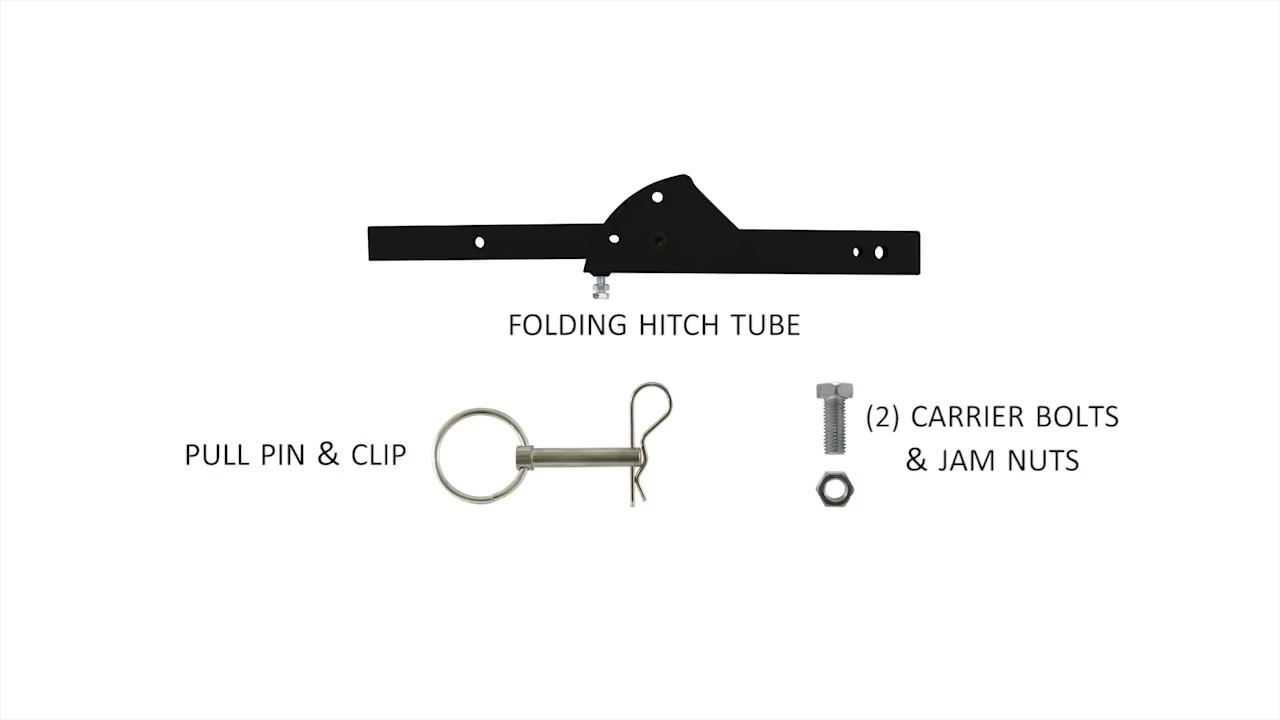 FOLDING HITCH TUBE
PULL PIN & CLIP
(2) CARRIER BOLTS
& JAM NUTS